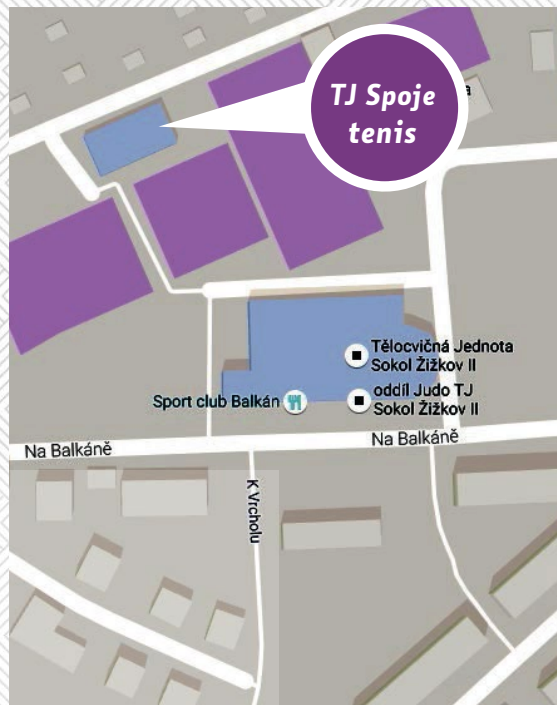 TJ Spoje
tenis
Tělocvičná Jednota
Sokol Žižkov II
Sport club Balkán
oddíl Judo TJ
Sokol Žižkov II
Na Balkáně
Na Balkáně
K Vrcholu